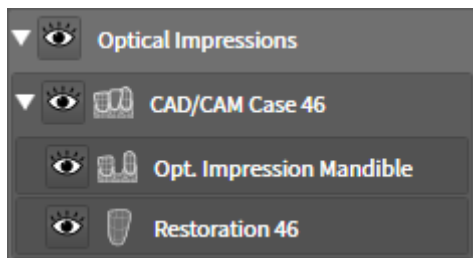 Optical Impressions
CAD/CAM Case 46
Opt. Impression Mandible
Restoration 46